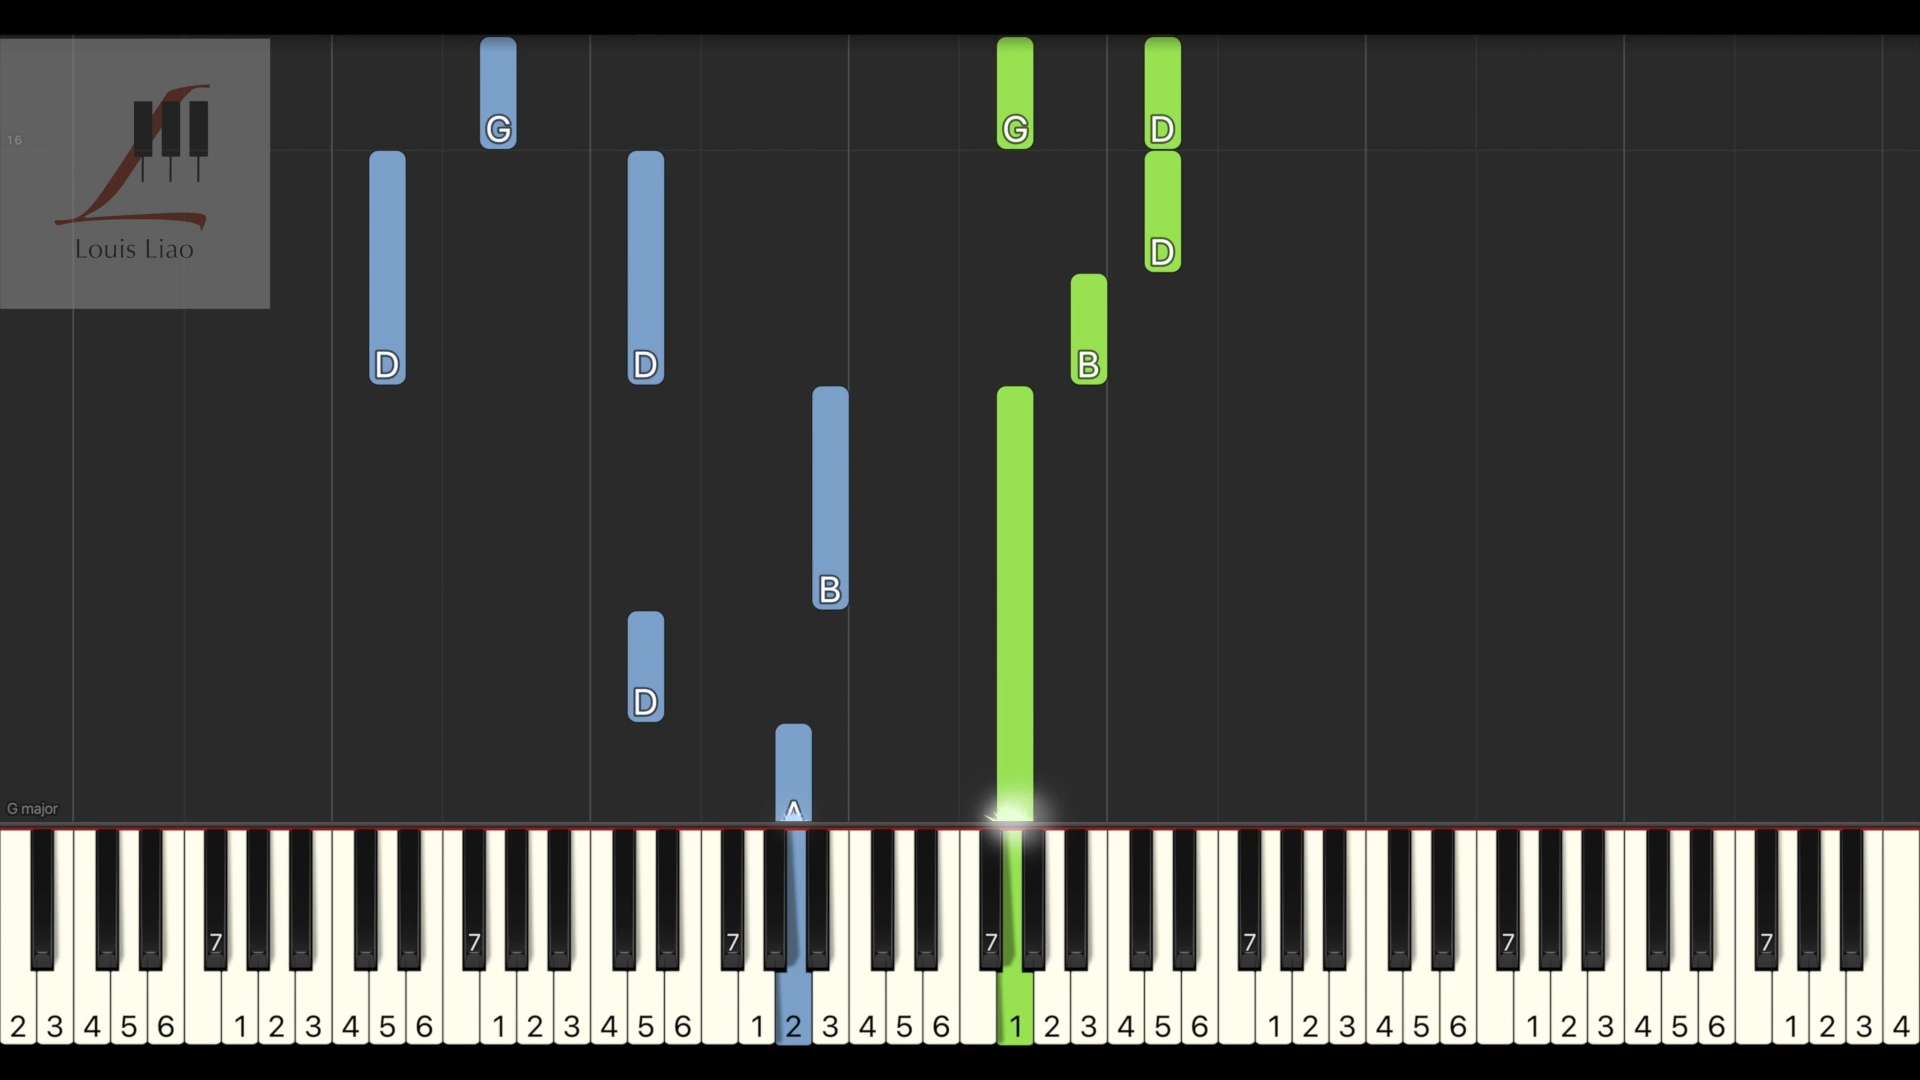 G G D
16
D
Louis Liao
D D B
B
D
G major
A
7 7 7 7 7 7 7
2 3 4 5 6 1 2 3 4 5 6 1 2 3 4 5 6 1 2 3 4 5 6 1 2 3 4 5 6 1 2 3 4 5 6 1 2 3 4 5 6 1 2 3 4